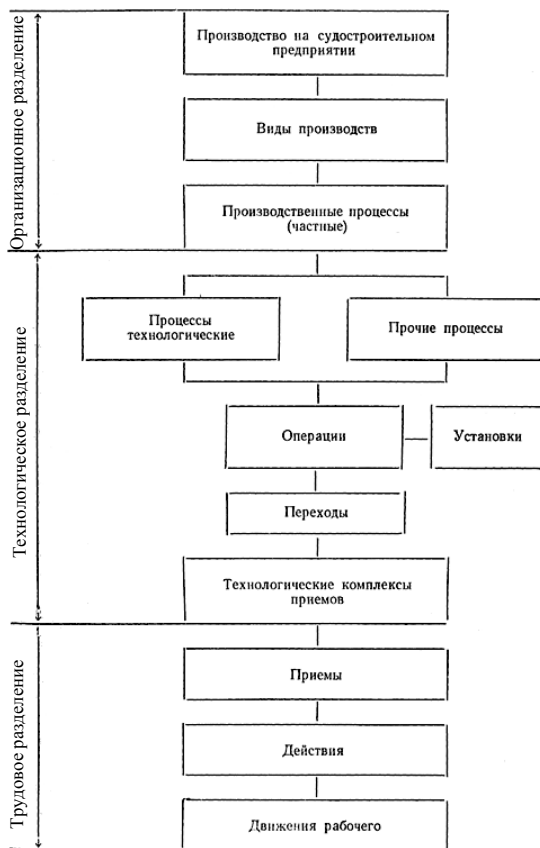 Организационное разделение
Производство на судостроительном
предприятии
Виды производств
Производственные процессы
(частные)
Технологическое разделение
Процессы
технологические
Прочие процессы
Операции
Установки
Переходы
Технологические комплексы
приемов
Трудовое разделение
Приемы
Действия
Движения рабочего